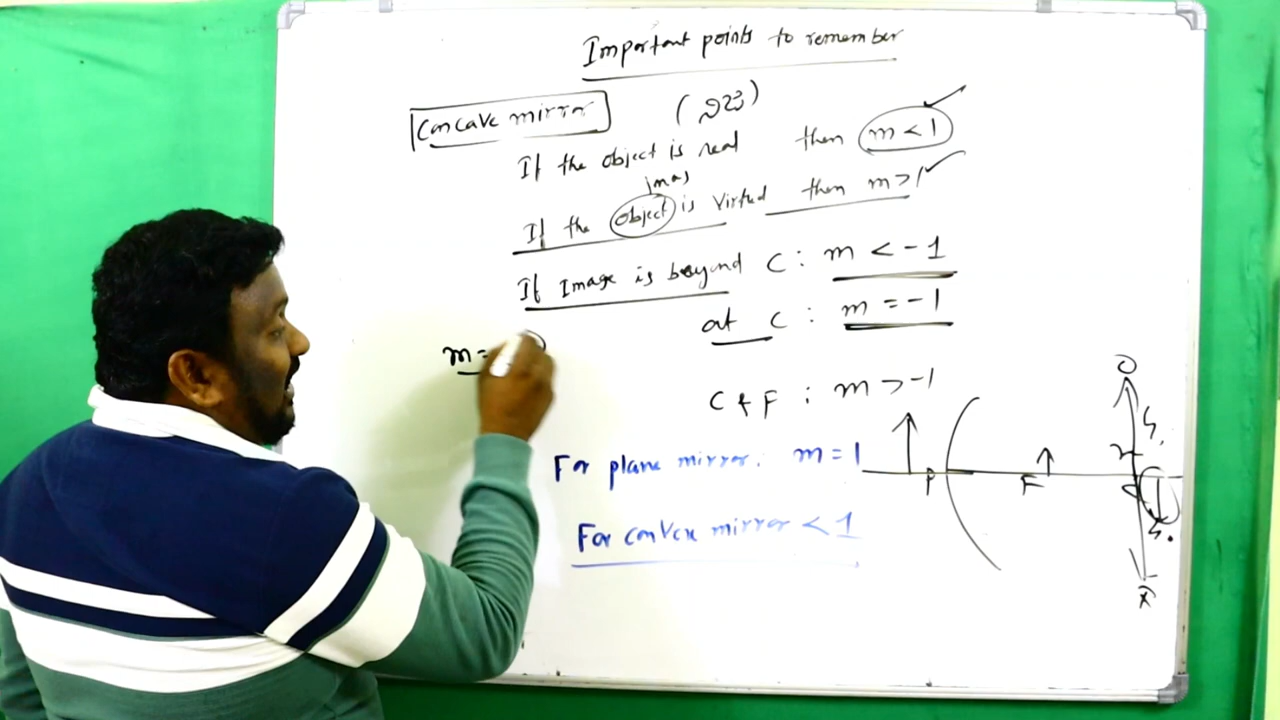 Important points to remember
Concave mirror
If the object is real then m < 1
Imag
If the object is Virtual then m > 1
If Image is beyond C : m < - 1
at C : m = - 1
m =
C & F : m > - 1
For plane mirror : m = 1
For convex mirror < 1
O
P F